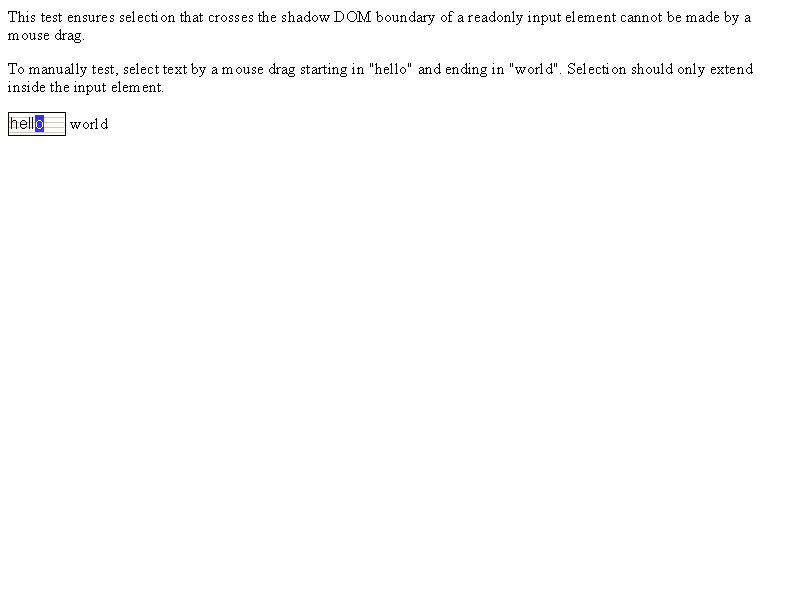 This test ensures selection that crosses the shadow DOM boundary of a readonly input element cannot be made by a
mouse drag.
To manually test, select text by a mouse drag starting in "hello" and ending in "world". Selection should only extend
inside the input element.
hello world